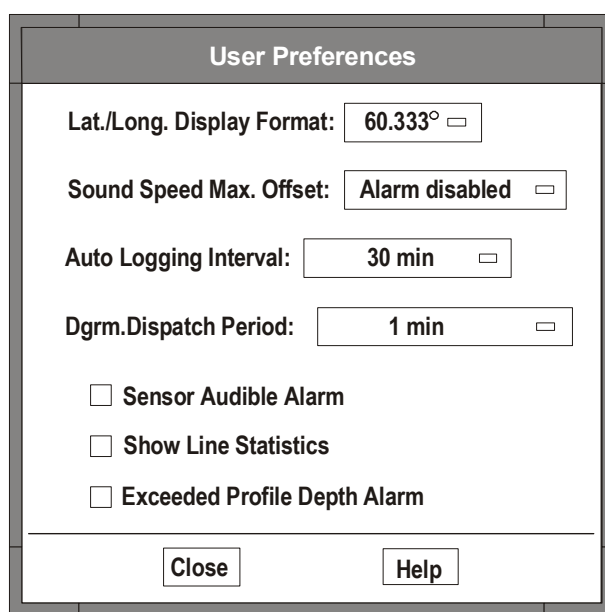 User Preferences
Lat./Long. Display Format: 60.333°
Sound Speed Max. Offset: Alarm disabled
Auto Logging Interval: 30 min
Dgrm.Dispatch Period: 1 min
Sensor Audible Alarm
Show Line Statistics
Exceeded Profile Depth Alarm
Close Help